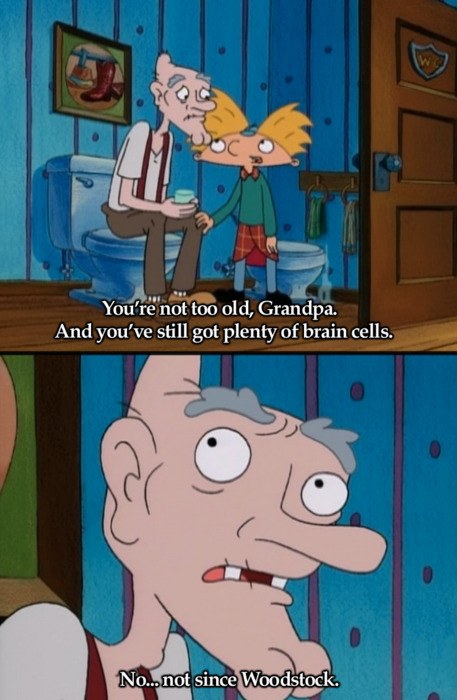 WC
You're not too old, Grandpa.
And you've still got plenty of brain cells.
No... not since Woodstock.